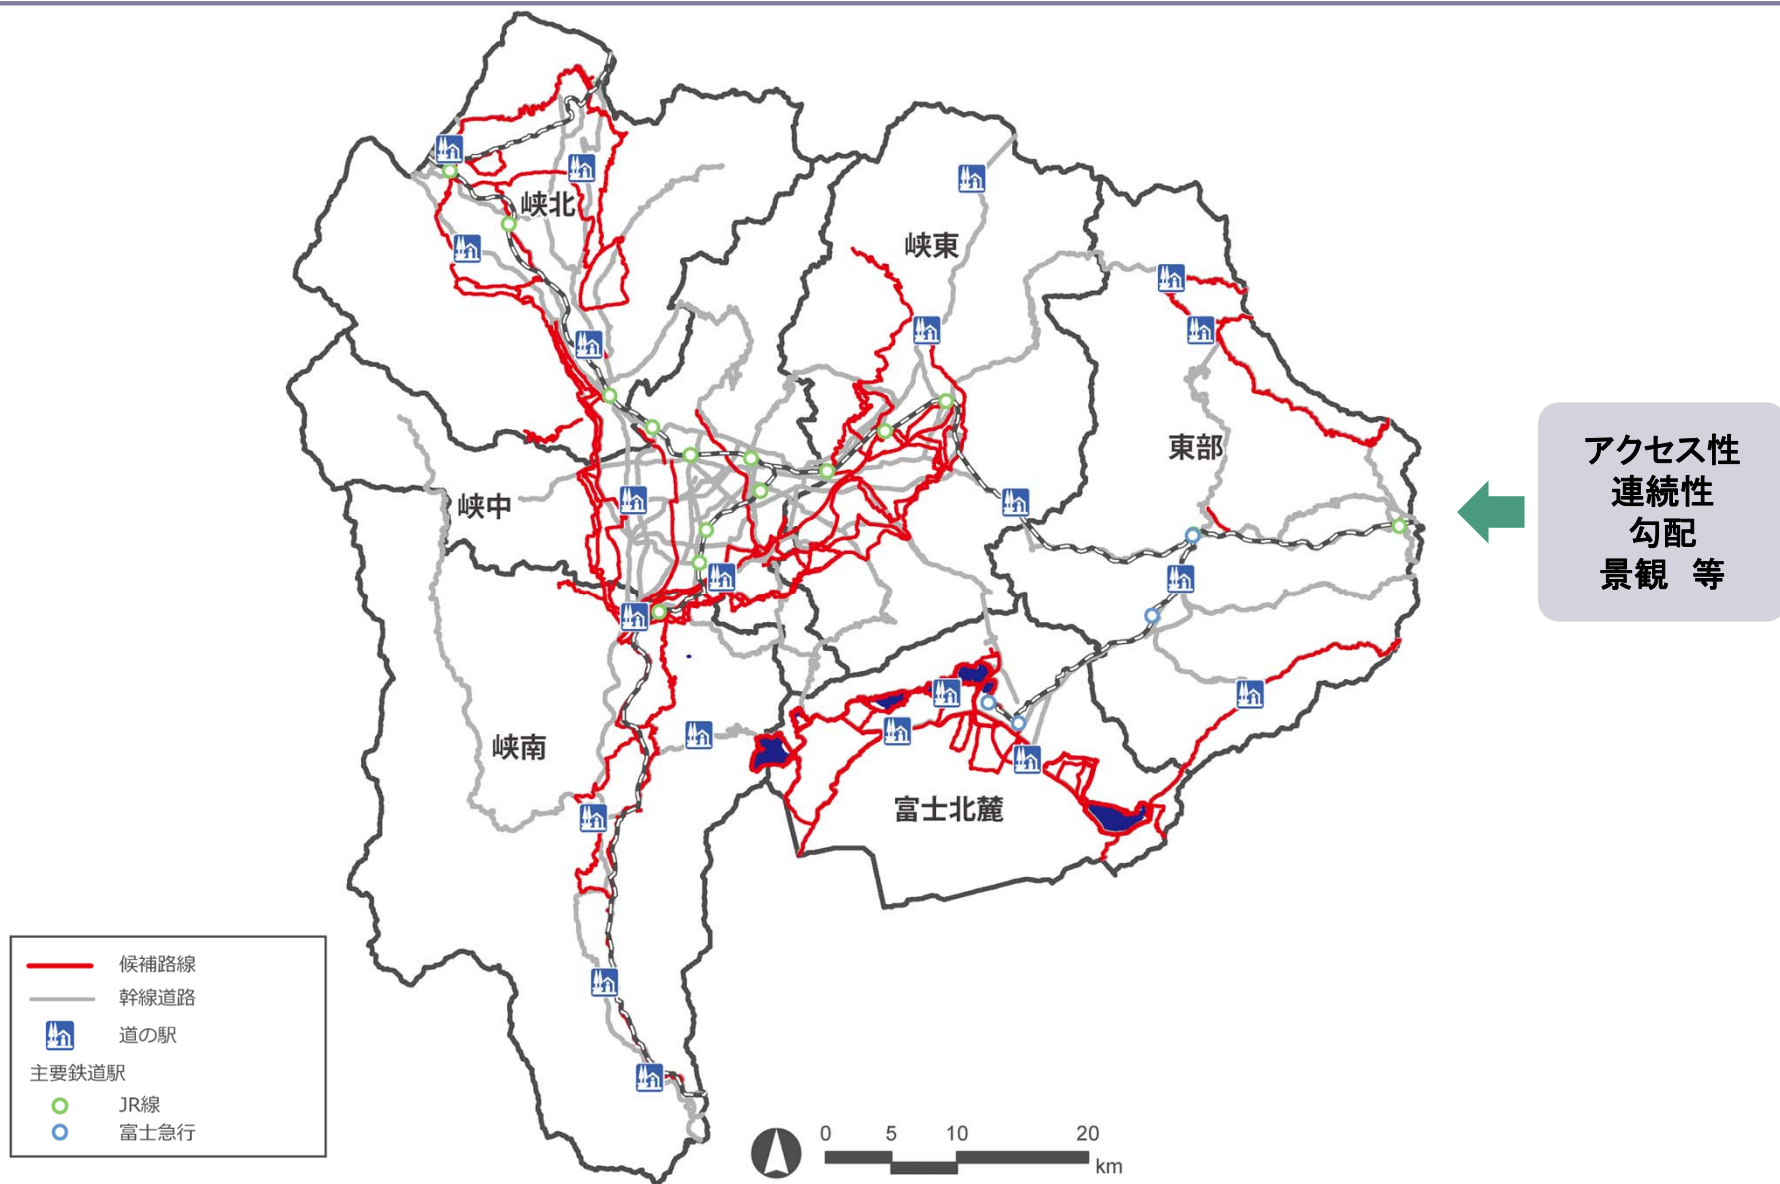 峡北
峡東
峡中
東部
峡南
富士北麓
アクセス性
連続性
勾配
景観 等
候補路線
幹線道路
道の駅
主要鉄道駅
JR線
富士急行
0 5 10 20
km